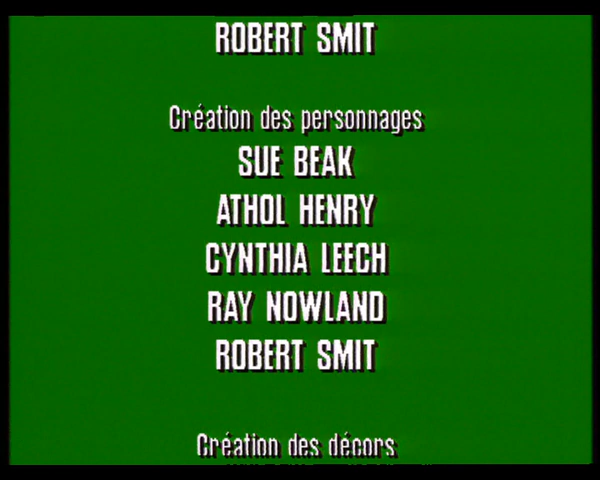 ROBERT SMIT
Création des personnages
SUE BEAK
ATHOL HENRY
CYNTHIA LEECH
RAY NOWLAND
ROBERT SMIT
Création des décors